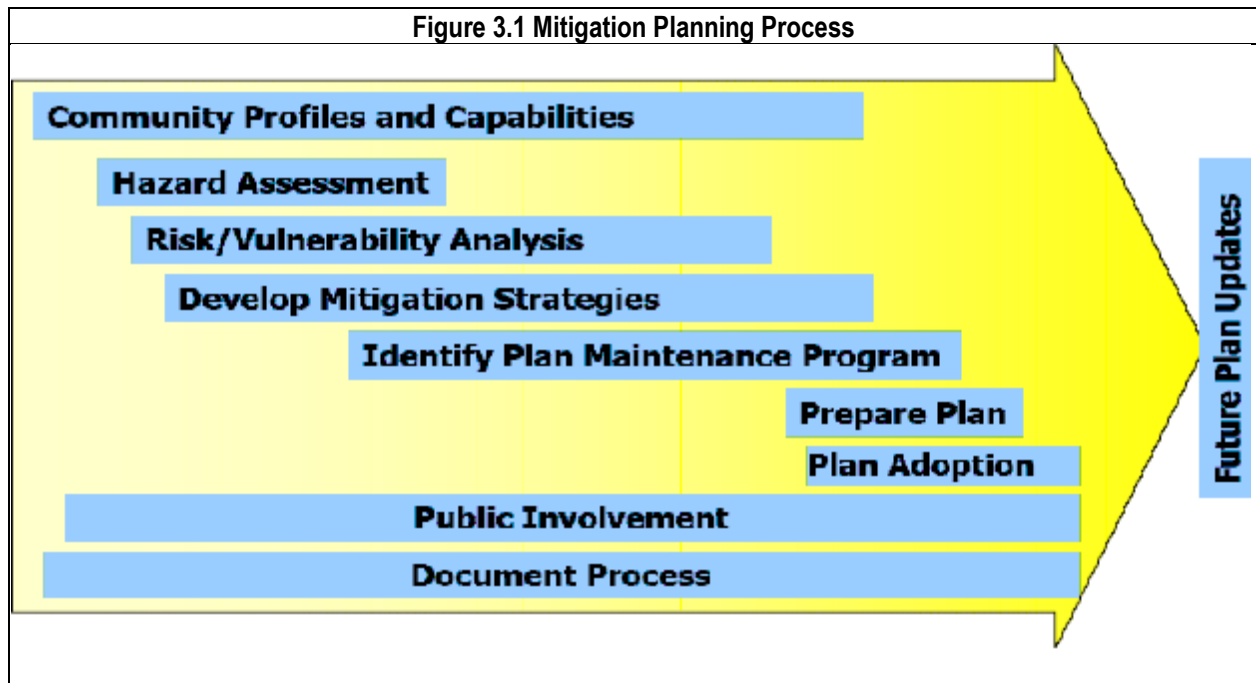 Figure 3.1 Mitigation Planning Process
Community Profiles and Capabilities
Hazard Assessment
Risk/Vulnerability Analysis
Develop Mitigation Strategies
Identify Plan Maintenance Program
Prepare Plan
Plan Adoption
Public Involvement
Document Process
Future Plan Updates